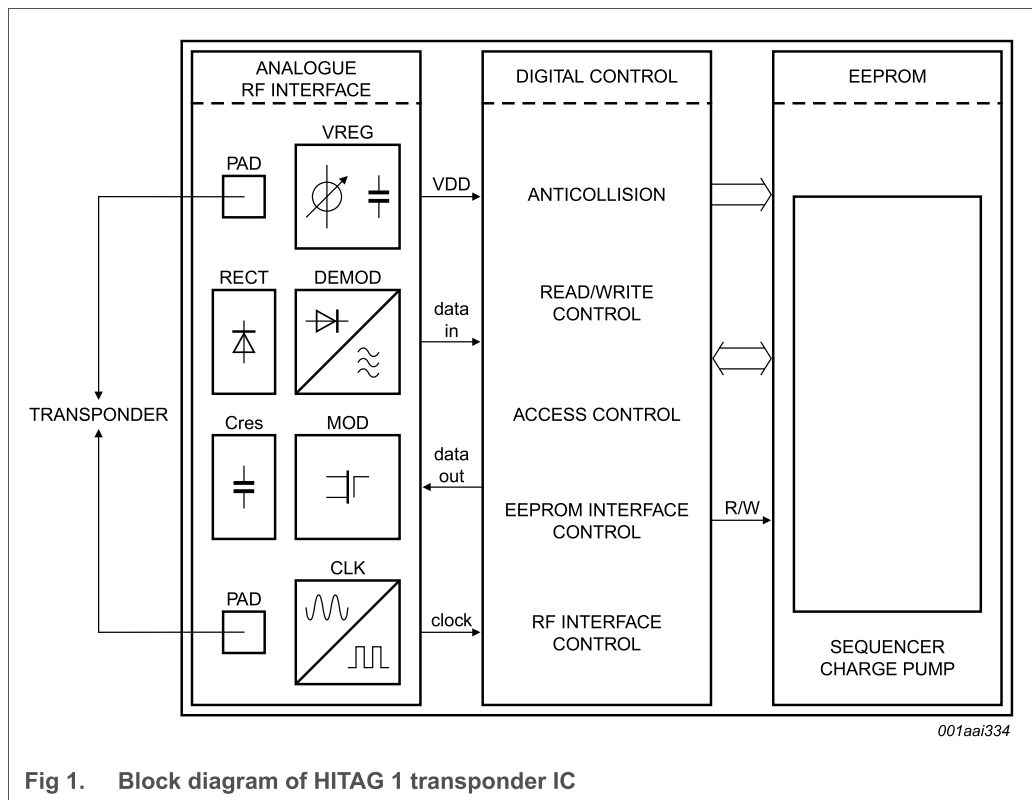 ANALOGUE
RF INTERFACE
DIGITAL CONTROL
EEPROM
VREG
PAD
VDD
ANTICOLLISION
RECT
DEMOD
data
in
READ/WRITE
CONTROL
TRANSPONDER
ACCESS CONTROL
Cres
MOD
data
out
EEPROM INTERFACE
CONTROL
R/W
CLK
PAD
clock
RF INTERFACE
CONTROL
SEQUENCER
CHARGE PUMP
001aai334
Fig 1. Block diagram of HITAG 1 transponder IC